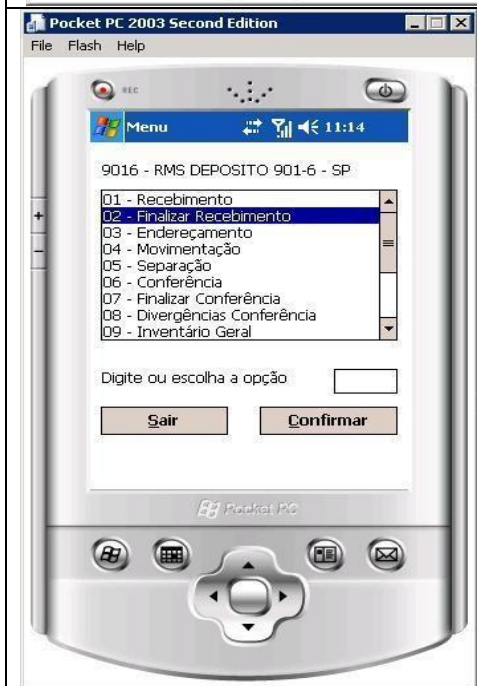 Pocket PC 2003 Second Edition
File Flash Help
REC
Menu 11:14
9016 - RMS DEPOSITO 901-6 - SP
01 - Recebimento
02 - Finalizar Recebimento
03 - Endereçamento
04 - Movimentação
05 - Separação
06 - Conferência
07 - Finalizar Conferência
08 - Divergências Conferência
09 - Inventário Geral
Digite ou escolha a opção
Sair Confirmar
Pocket PC